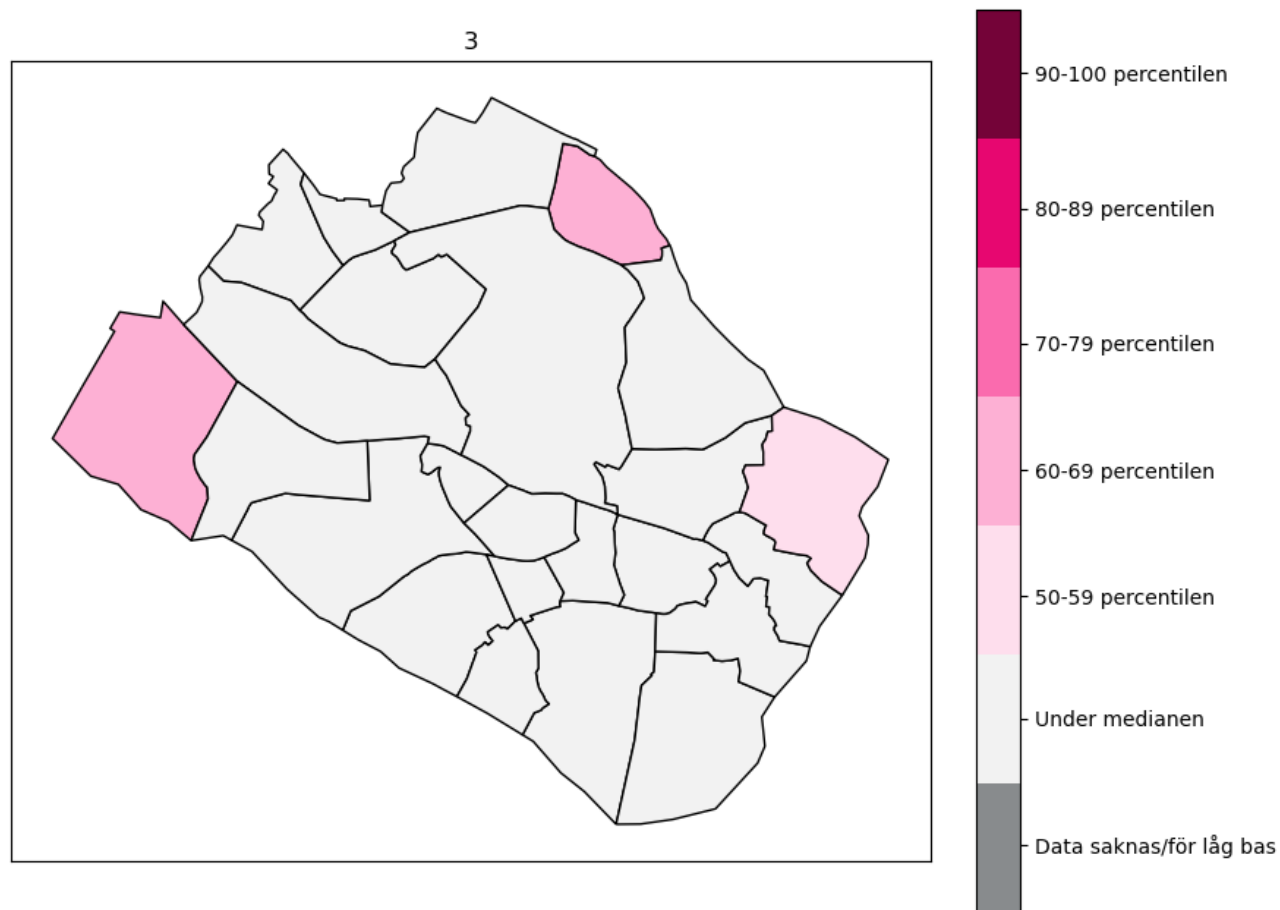 3
90-100 percentilen
80-89 percentilen
70-79 percentilen
60-69 percentilen
50-59 percentilen
Under medianen
Data saknas/för låg bas